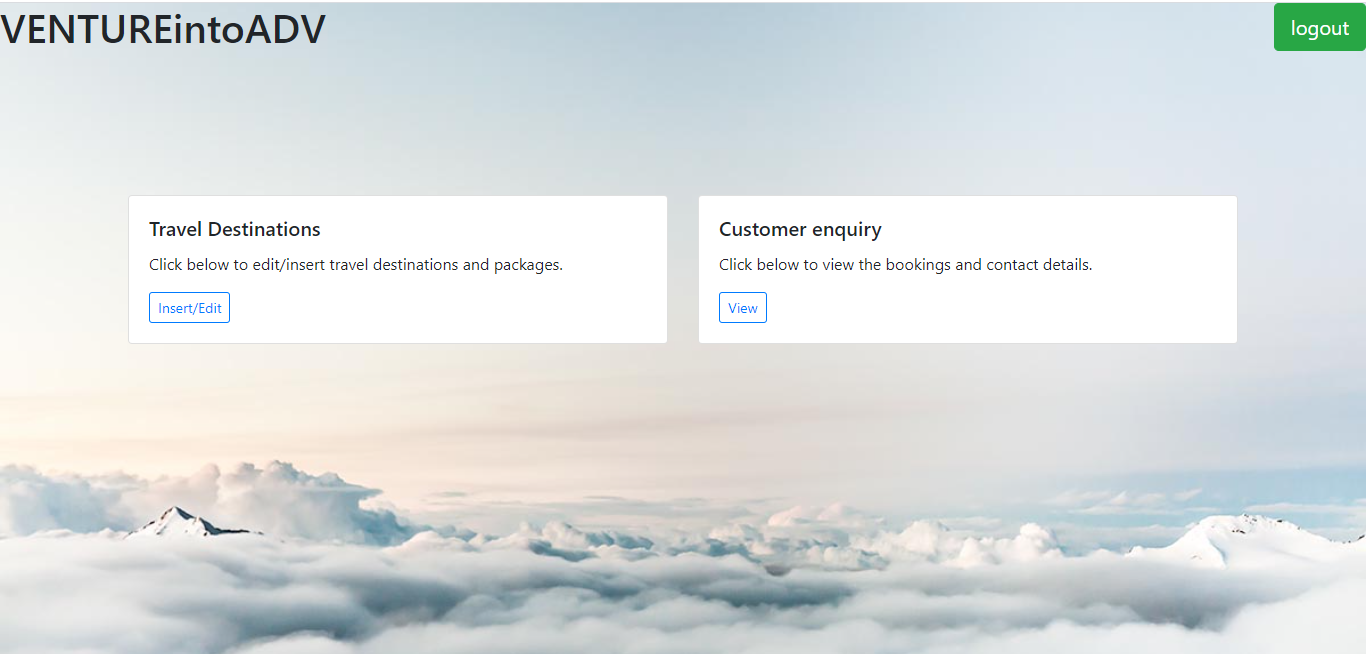 VENTUREintoADV
logout
Travel Destinations
Click below to edit/insert travel destinations and packages.
Insert/Edit
Customer enquiry
Click below to view the bookings and contact details.
View